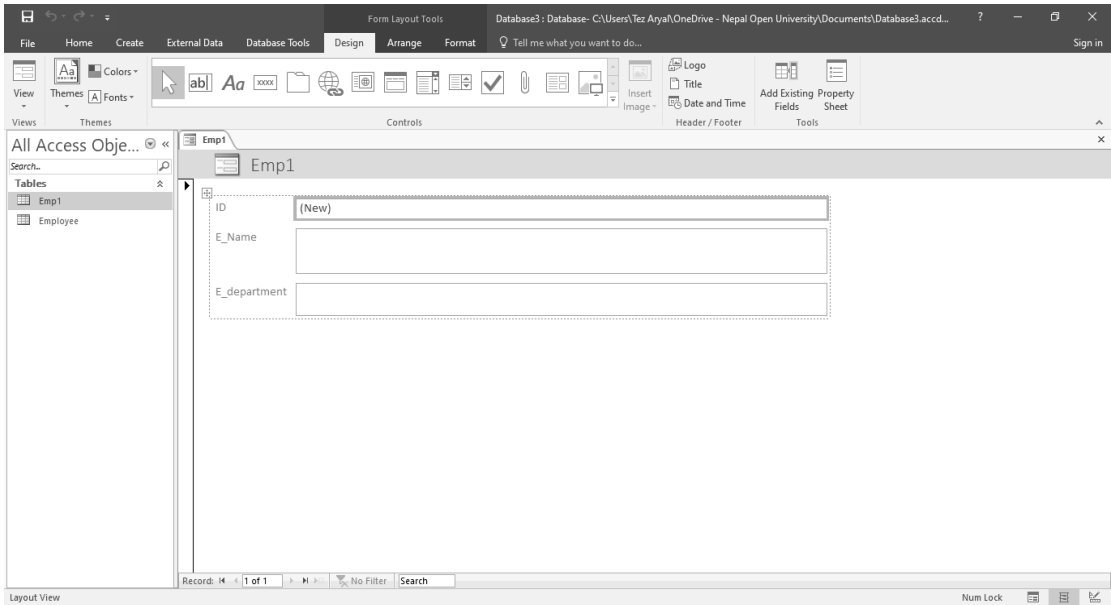 Form Layout Tools
Database3 : Database- C:\Users\Tez Aryal\OneDrive - Nepal Open University\Documents\Database3.accd...
?
File Home Create External Data Database Tools Design Arrange Format Tell me what you want to do... Sign in
View
Themes
Aa
Colors
A Fonts
ab|
Aa
xxxx
Insert Image
Logo
Title
Date and Time
Add Existing Fields
Property Sheet
Views Themes Controls Header / Footer Tools
All Access Obje... «
Search..
Tables
Emp1
Employee
Emp1
Emp1
ID (New)
E_Name
E_department
Record: 1 of 1 No Filter Search
Layout View Num Lock